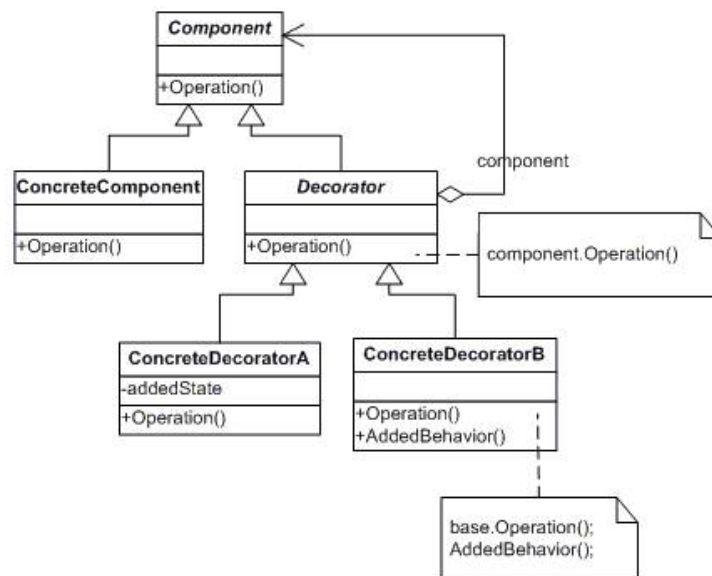 Component
+Operation()
component
ConcreteComponent
+Operation()
Decorator
+Operation()
component.Operation()
ConcreteDecoratorA
-addedState
+Operation()
ConcreteDecoratorB
+Operation()
+AddedBehavior()
base.Operation();
AddedBehavior();